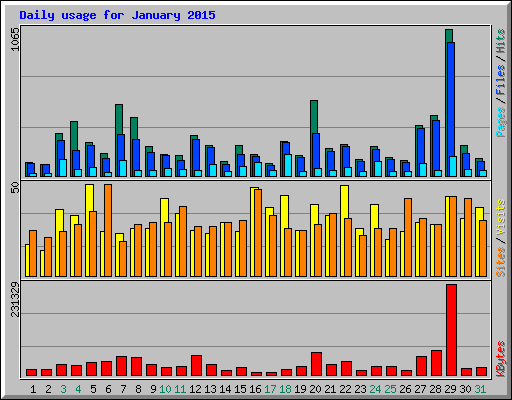 Daily usage for January 2015
1065
Pages / Files / Hits
50
Sites / Visits
231329
KBytes
1 2 3 4 5 6 7 8 9 10 11 12 13 14 15 16 17 18 19 20 21 22 23 24 25 26 27 28 29 30 31